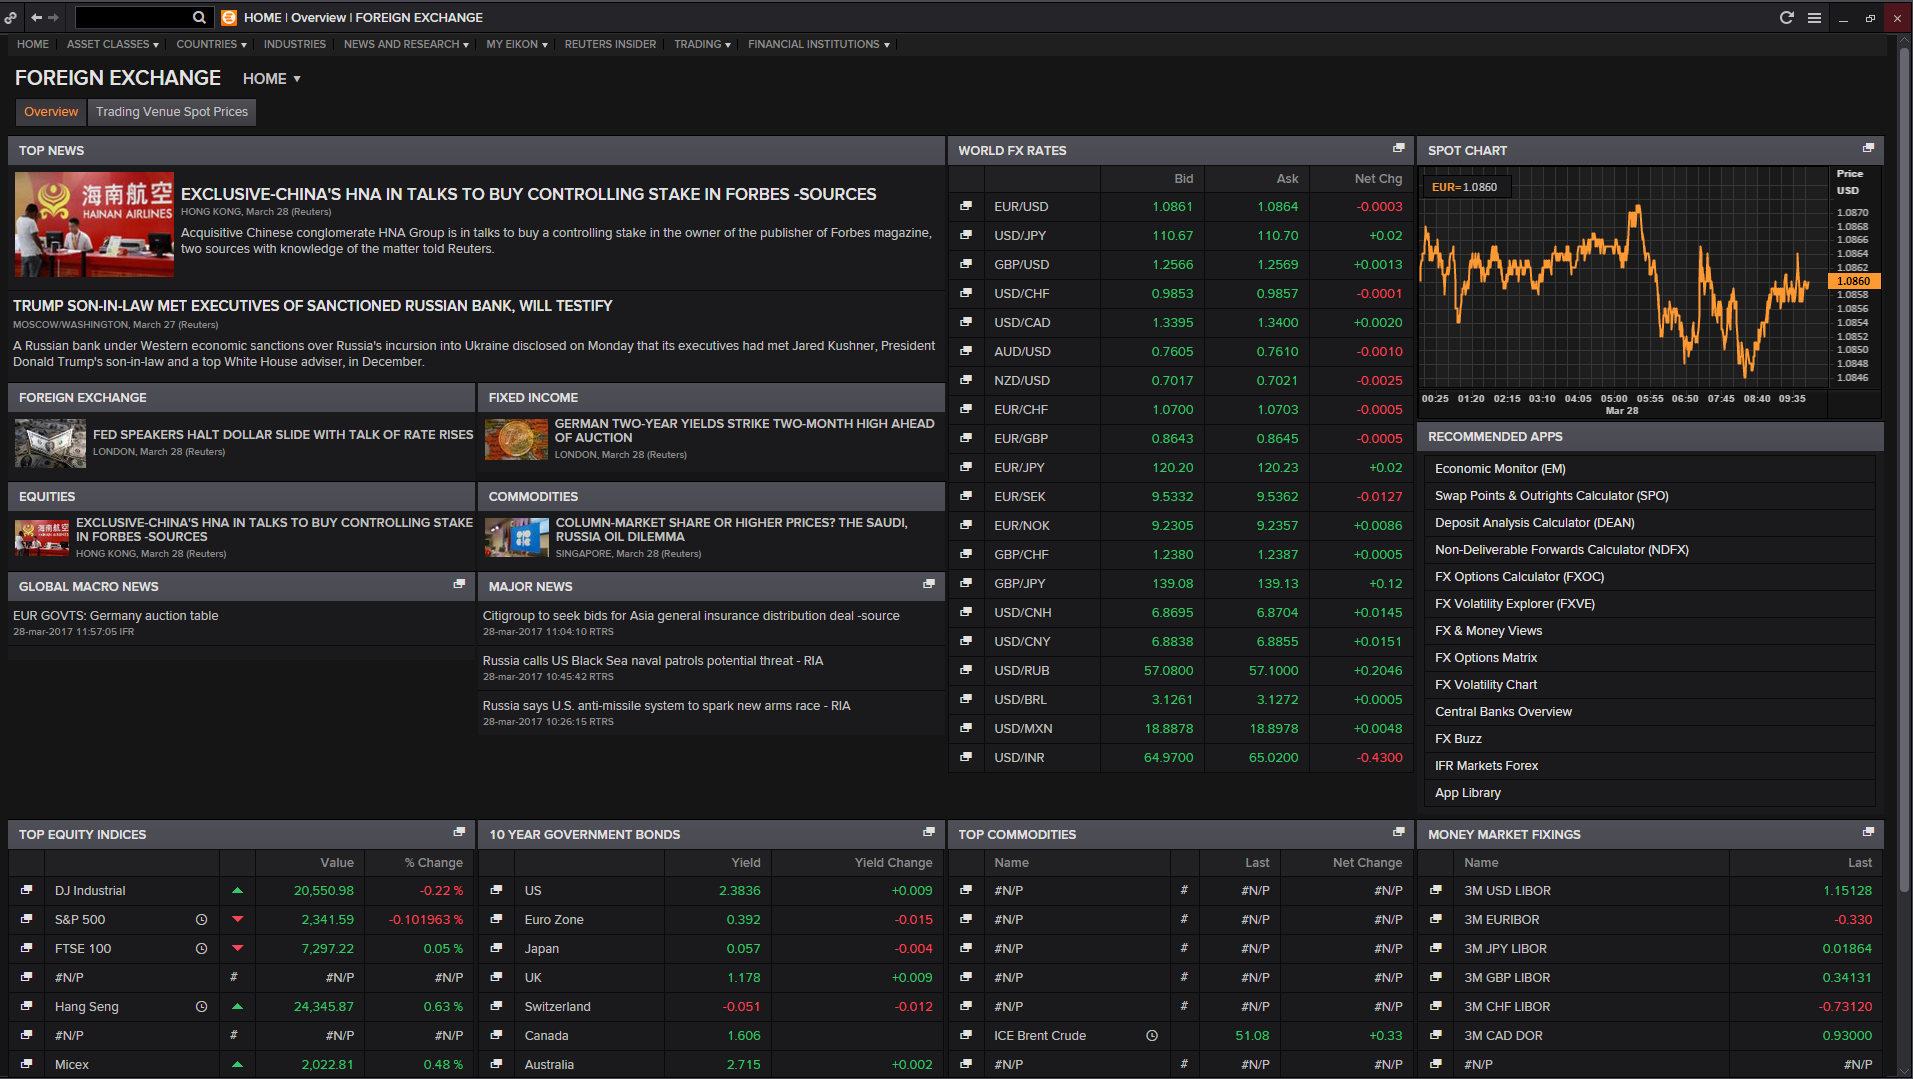 HOME | Overview | FOREIGN EXCHANGE
HOME ASSET CLASSES COUNTRIES INDUSTRIES NEWS AND RESEARCH MY EIKON REUTERS INSIDER TRADING FINANCIAL INSTITUTIONS
FOREIGN EXCHANGE HOME
Overview Trading Venue Spot Prices
TOP NEWS
海南航空
HAINAN AIRLINES
EXCLUSIVE-CHINA'S HNA IN TALKS TO BUY CONTROLLING STAKE IN FORBES -SOURCES
HONG KONG, March 28 (Reuters)
Acquisitive Chinese conglomerate HNA Group is in talks to buy a controlling stake in the owner of the publisher of Forbes magazine,
two sources with knowledge of the matter told Reuters.
TRUMP SON-IN-LAW MET EXECUTIVES OF SANCTIONED RUSSIAN BANK, WILL TESTIFY
MOSCOW/WASHINGTON, March 27 (Reuters)
A Russian bank under Western economic sanctions over Russia's incursion into Ukraine disclosed on Monday that its executives had met Jared Kushner, President
Donald Trump's son-in-law and a top White House adviser, in December.
FOREIGN EXCHANGE
FED SPEAKERS HALT DOLLAR SLIDE WITH TALK OF RATE RISES
LONDON, March 28 (Reuters)
FIXED INCOME
GERMAN TWO-YEAR YIELDS STRIKE TWO-MONTH HIGH AHEAD
OF AUCTION
LONDON, March 28 (Reuters)
EQUITIES
海南航空
EXCLUSIVE-CHINA'S HNA IN TALKS TO BUY CONTROLLING STAKE
IN FORBES -SOURCES
HONG KONG, March 28 (Reuters)
COMMODITIES
COLUMN-MARKET SHARE OR HIGHER PRICES? THE SAUDI,
RUSSIA OIL DILEMMA
SINGAPORE, March 28 (Reuters)
GLOBAL MACRO NEWS
EUR GOVTS: Germany auction table
28-mar-2017 11:57:05 IFR
MAJOR NEWS
Citigroup to seek bids for Asia general insurance distribution deal -source
28-mar-2017 11:04:10 RTRS
Russia calls US Black Sea naval patrols potential threat - RIA
28-mar-2017 10:45:42 RTRS
Russia says U.S. anti-missile system to spark new arms race - RIA
28-mar-2017 10:26:15 RTRS
WORLD FX RATES
Bid Ask Net Chg
EUR/USD 1.0861 1.0864 -0.0003
USD/JPY 110.67 110.70 +0.02
GBP/USD 1.2566 1.2569 +0.0013
USD/CHF 0.9853 0.9857 -0.0001
USD/CAD 1.3395 1.3400 +0.0020
AUD/USD 0.7605 0.7610 -0.0010
NZD/USD 0.7017 0.7021 -0.0025
EUR/CHF 1.0700 1.0703 -0.0005
EUR/GBP 0.8643 0.8645 -0.0005
EUR/JPY 120.20 120.23 +0.02
EUR/SEK 9.5332 9.5362 -0.0127
EUR/NOK 9.2305 9.2357 +0.0086
GBP/CHF 1.2380 1.2387 +0.0005
GBP/JPY 139.08 139.13 +0.12
USD/CNH 6.8695 6.8704 +0.0145
USD/CNY 6.8838 6.8855 +0.0151
USD/RUB 57.0800 57.1000 +0.2046
USD/BRL 3.1261 3.1272 +0.0005
USD/MXN 18.8878 18.8978 +0.0048
USD/INR 64.9700 65.0200 -0.4300
SPOT CHART
EUR= 1.0860
Price
USD
1.0870
1.0868
1.0866
1.0864
1.0862
1.0860
1.0858
1.0856
1.0854
1.0852
1.0850
1.0848
1.0846
00:25 01:20 02:15 03:10 04:05 05:00 05:55 06:50 07:45 08:40 09:35
Mar 28
RECOMMENDED APPS
Economic Monitor (EM)
Swap Points & Outrights Calculator (SPO)
Deposit Analysis Calculator (DEAN)
Non-Deliverable Forwards Calculator (NDFX)
FX Options Calculator (FXOC)
FX Volatility Explorer (FXVE)
FX & Money Views
FX Options Matrix
FX Volatility Chart
Central Banks Overview
FX Buzz
IFR Markets Forex
App Library
TOP EQUITY INDICES
Value % Change
DJ Industrial 20,550.98 -0.22 %
S&P 500 2,341.59 -0.101963 %
FTSE 100 7,297.22 0.05 %
#N/P # #N/P #N/P
Hang Seng 24,345.87 0.63 %
#N/P # #N/P #N/P
Micex 2,022.81 0.48 %
10 YEAR GOVERNMENT BONDS
Yield Yield Change
US 2.3836 +0.009
Euro Zone 0.392 -0.015
Japan 0.057 -0.004
UK 1.178 +0.009
Switzerland -0.051 -0.012
Canada 1.606
Australia 2.715 +0.002
TOP COMMODITIES
Name Last Net Change
#N/P # #N/P #N/P
#N/P # #N/P #N/P
#N/P # #N/P #N/P
#N/P # #N/P #N/P
#N/P # #N/P #N/P
ICE Brent Crude 51.08 +0.33
#N/P # #N/P #N/P
MONEY MARKET FIXINGS
Name Last
3M USD LIBOR 1.15128
3M EURIBOR -0.330
3M JPY LIBOR 0.01864
3M GBP LIBOR 0.34131
3M CHF LIBOR -0.73120
3M CAD DOR 0.93000
#N/P #N/P